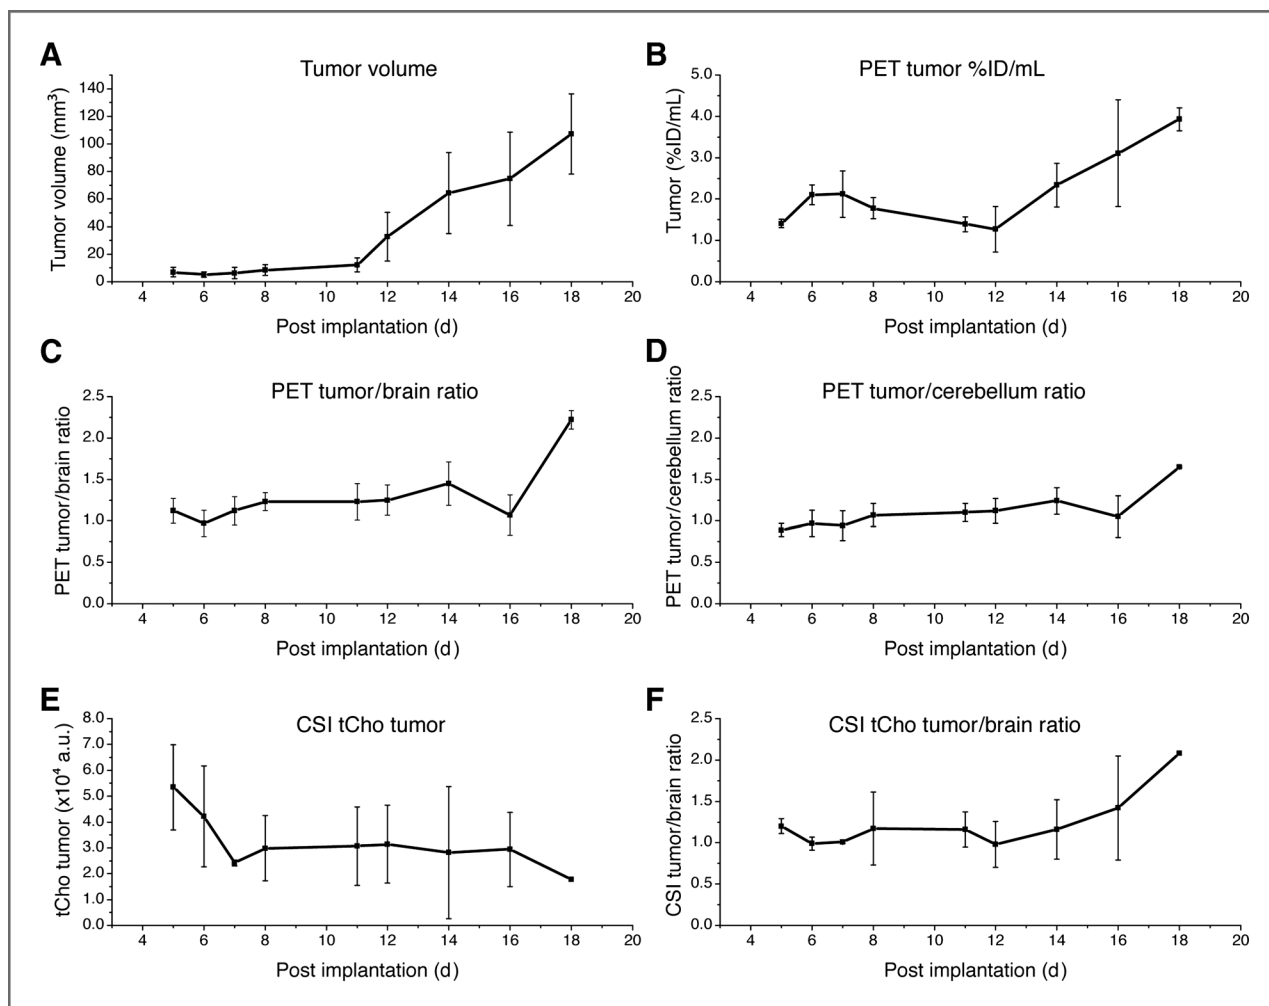 A
Tumor volume
Tumor volume (mm³)
140
120
100
80
60
40
20
0
4 6 8 10 12 14 16 18 20
Post implantation (d)
B
PET tumor %ID/mL
Tumor (%ID/mL)
5.0
4.0
3.0
2.0
1.0
0.0
4 6 8 10 12 14 16 18 20
Post implantation (d)
C
PET tumor/brain ratio
PET tumor/brain ratio
2.5
2.0
1.5
1.0
0.5
0.0
4 6 8 10 12 14 16 18 20
Post implantation (d)
D
PET tumor/cerebellum ratio
PET tumor/cerebellum ratio
2.5
2.0
1.5
1.0
0.5
0.0
4 6 8 10 12 14 16 18 20
Post implantation (d)
E
CSI tCho tumor
tCho tumor (x10⁴ a.u.)
8.0
7.0
6.0
5.0
4.0
3.0
2.0
1.0
0.0
4 6 8 10 12 14 16 18 20
Post implantation (d)
F
CSI tCho tumor/brain ratio
CSI tumor/brain ratio
2.5
2.0
1.5
1.0
0.5
0.0
4 6 8 10 12 14 16 18 20
Post implantation (d)